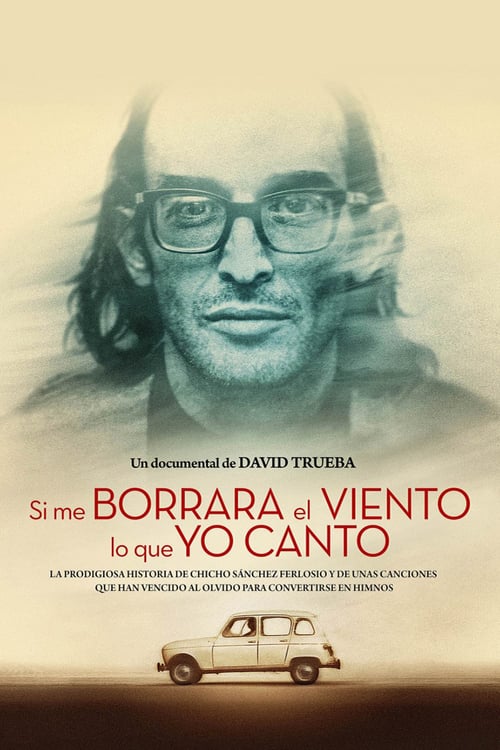 Un documental de DAVID TRUEBA
Si me BORRARA el VIENTO
lo que YO CANTO
LA PRODIGIOSA HISTORIA DE CHICHO SÁNCHEZ FERLOSIO Y DE UNAS CANCIONES
QUE HAN VENCIDO AL OLVIDO PARA CONVERTIRSE EN HIMNOS